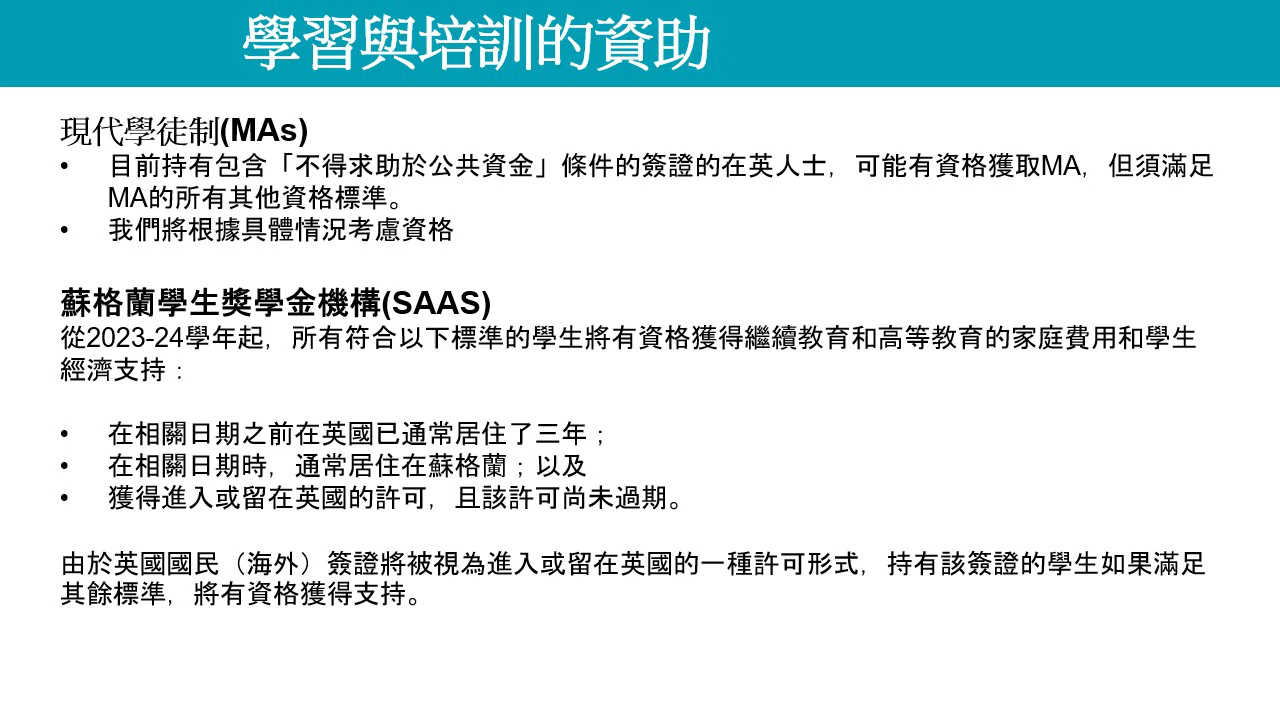 學習與培訓的資助
現代學徒制(MAs)
• 目前持有包含「不得求助於公共資金」條件的簽證的在英人士，可能有資格獲取MA，但須滿足
MA的所有其他資格標準。
• 我們將根據具體情況考慮資格
蘇格蘭學生獎學金機構(SAAS)
從2023-24學年起，所有符合以下標準的學生將有資格獲得繼續教育和高等教育的家庭費用和學生
經濟支持：
• 在相關日期之前在英國已通常居住了三年；
• 在相關日期時，通常居住在蘇格蘭；以及
• 獲得進入或留在英國的許可，且該許可尚未過期。
由於英國國民（海外）簽證將被視為進入或留在英國的一種許可形式，持有該簽證的學生如果滿足
其餘標準，將有資格獲得支持。